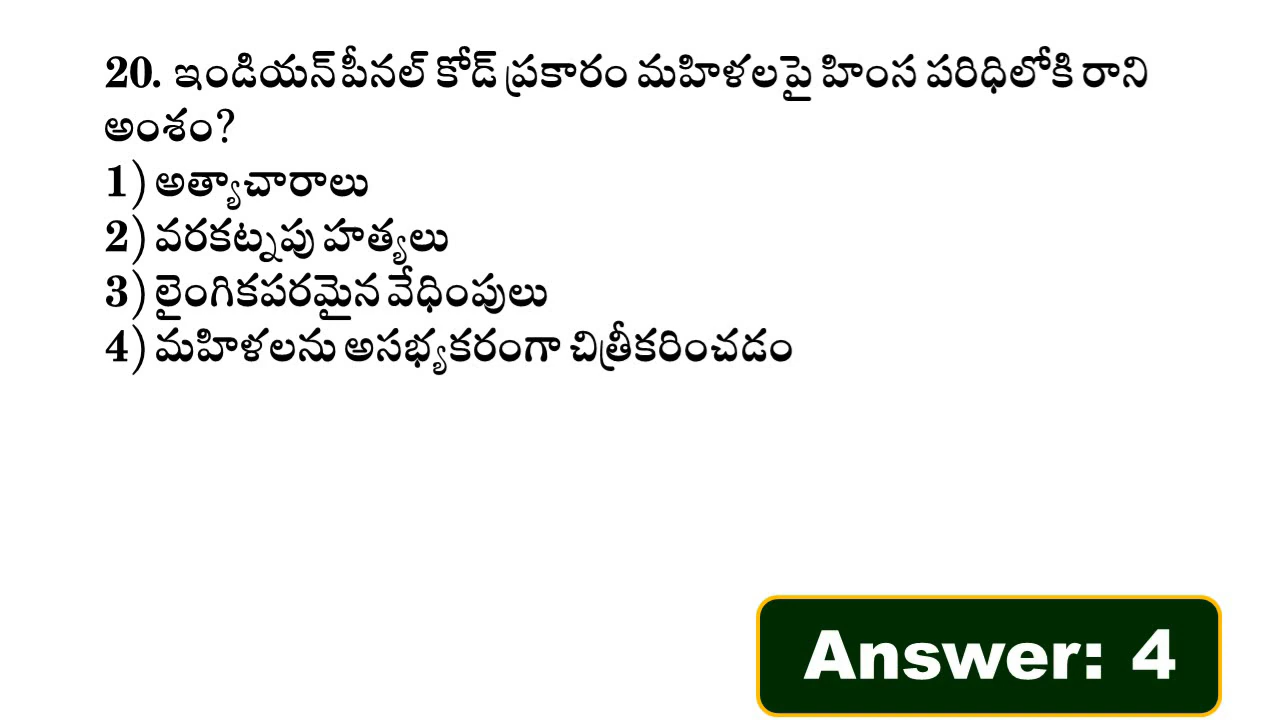 20. ఇండియన్ పీనల్ కోడ్ ప్రకారం మహిళలపై హింస పరిధిలోకి రాని
అంశం?
1) అత్యాచారాలు
2) వరకట్నపు హత్యలు
3) లైంగికపరమైన వేధింపులు
4) మహిళలను అసభ్యకరంగా చిత్రీకరించడం
Answer: 4